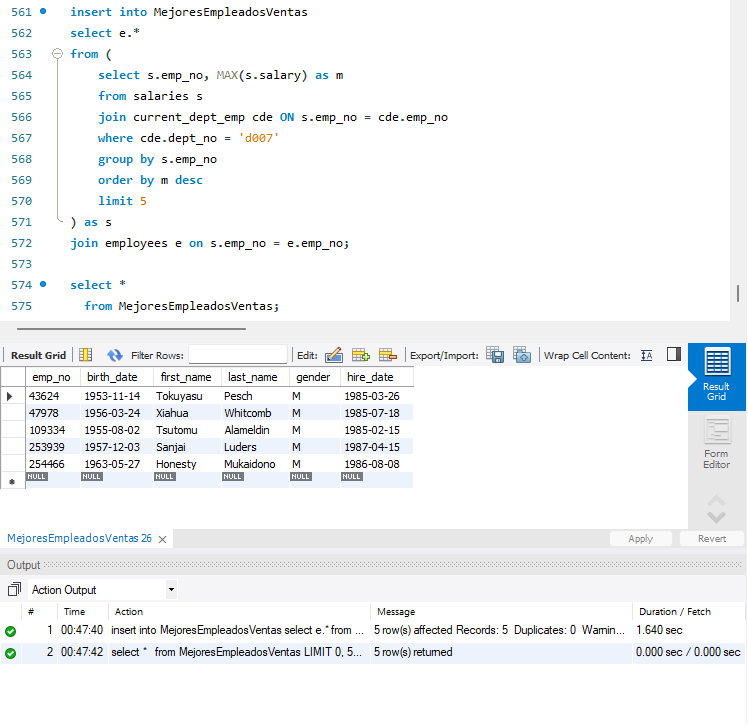 561 insert into MejoresEmpleadosVentas
562 select e.*
563 from (
564 select s.emp_no, MAX(s.salary) as m
565 from salaries s
566 join current_dept_emp cde ON s.emp_no = cde.emp_no
567 where cde.dept_no = 'd007'
568 group by s.emp_no
569 order by m desc
570 limit 5
571 ) as s
572 join employees e on s.emp_no = e.emp_no;
573
574 select *
575 from MejoresEmpleadosVentas;
Result Grid Filter Rows: Edit: Export/Import: Wrap Cell Content:
Result Grid
Form Editor
emp_no birth_date first_name last_name gender hire_date
43624 1953-11-14 Tokuyasu Pesch M 1985-03-26
47978 1956-03-24 Xiahua Whitcomb M 1985-07-18
109334 1955-08-02 Tsutomu Alameldin M 1985-02-15
253939 1957-12-03 Sanjai Luders M 1987-04-15
254466 1963-05-27 Honesty Mukaidono M 1986-08-08
NULL NULL NULL NULL NULL NULL
MejoresEmpleadosVentas 26 Apply Revert
Output
Action Output
# Time Action Message Duration / Fetch
1 00:47:40 insert into MejoresEmpleadosVentas select e.* from ... 5 row(s) affected Records: 5 Duplicates: 0 Warnin... 1.640 sec
2 00:47:42 select * from MejoresEmpleadosVentas LIMIT 0, 5... 5 row(s) returned 0.000 sec / 0.000 sec